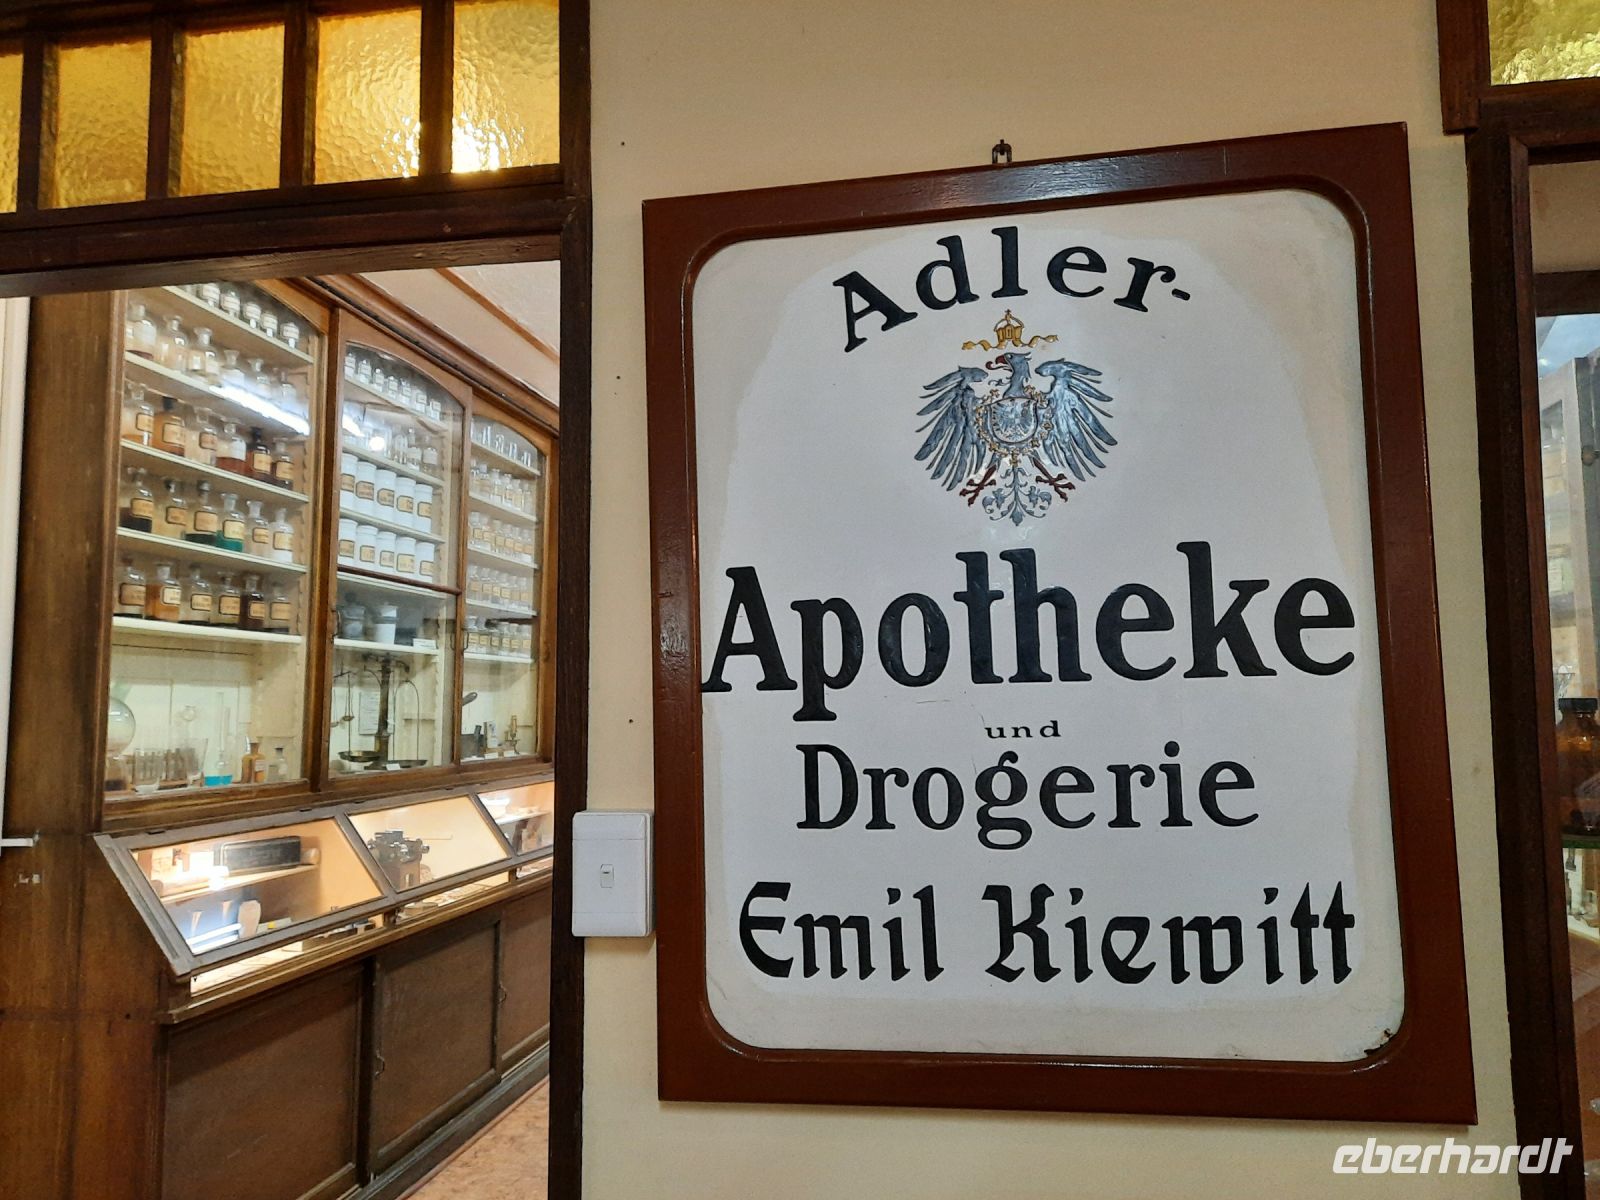 Adler-
Apotheke
und
Drogerie
Emil Kiewitt
eberhardt